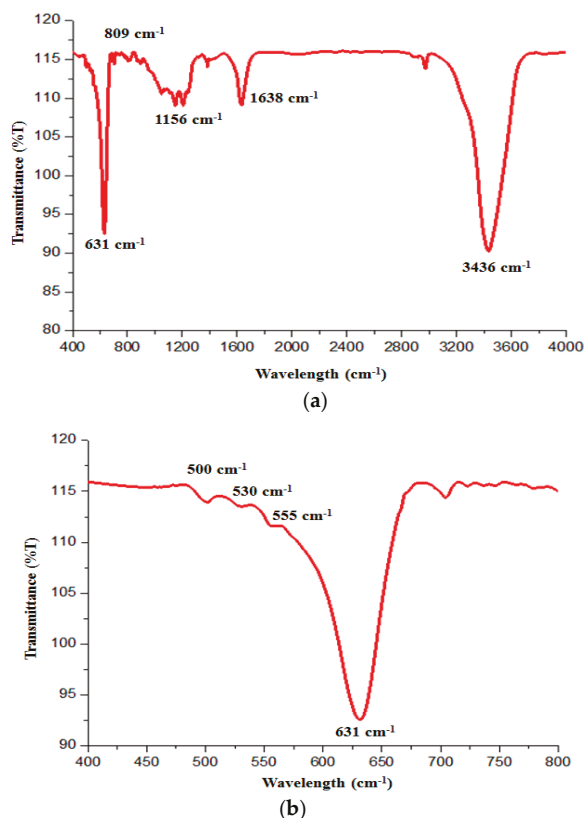 120
809 cm-1
115
110
1638 cm-1
1156 cm-1
105
100
95
90
631 cm-1
3436 cm-1
85
80
400 800 1200 1600 2000 2400 2800 3200 3600 4000
Transmittance (%T)
Wavelength (cm-1)
(a)
120
500 cm-1
115
530 cm-1
555 cm-1
110
105
100
95
631 cm-1
90
400 450 500 550 600 650 700 750 800
Transmittance (%T)
Wavelength (cm-1)
(b)